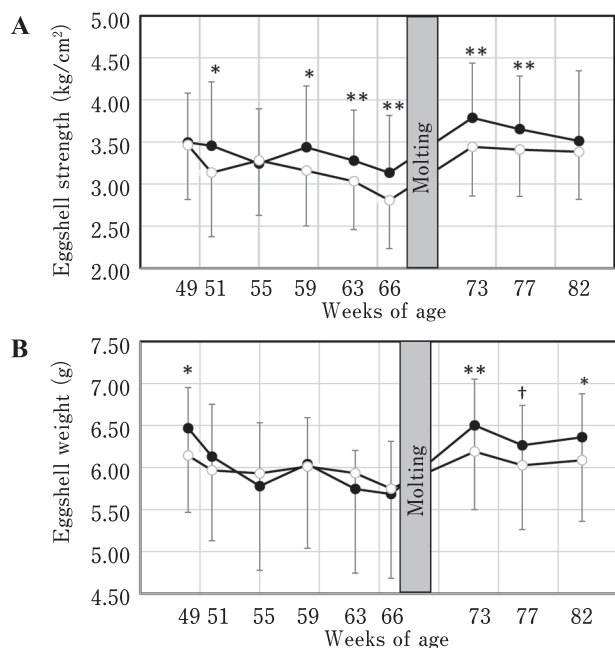 A
Eggshell strength (kg/cm²)
5.00
4.50
4.00
3.50
3.00
2.50
2.00
* * ** ** ** **
Molting
49 51 55 59 63 66 73 77 82
Weeks of age
B
Eggshell weight (g)
7.50
7.00
6.50
6.00
5.50
5.00
4.50
* ** † *
Molting
49 51 55 59 63 66 73 77 82
Weeks of age